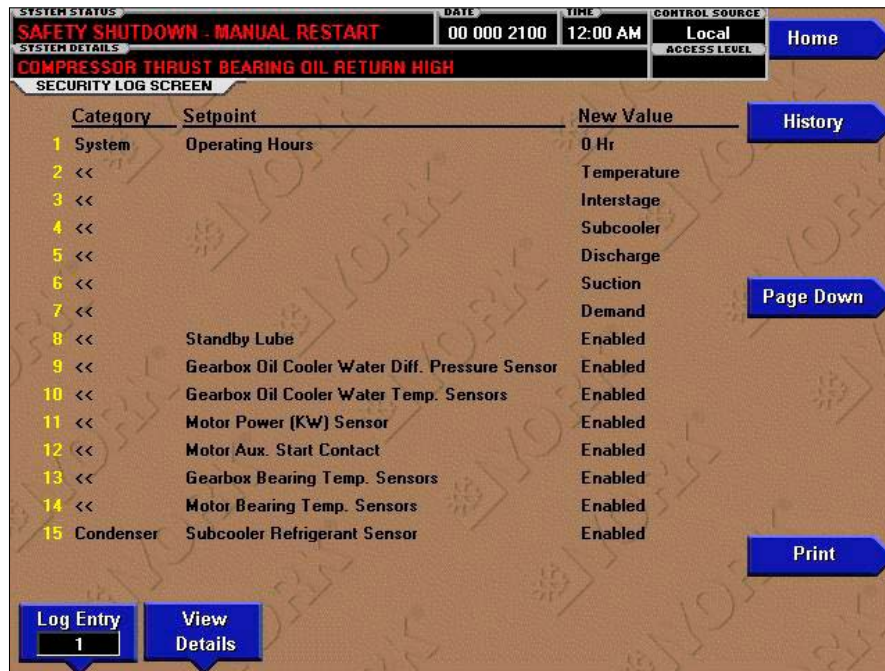 SYSTEM STATUS
SAFETY SHUTDOWN - MANUAL RESTART
DATE
00 000 2100
TIME
12:00 AM
CONTROL SOURCE
Local
ACCESS LEVEL
SYSTEM DETAILS
COMPRESSOR THRUST BEARING OIL RETURN HIGH
SECURITY LOG SCREEN
Home
History
Category Setpoint New Value
1 System Operating Hours 0 Hr
2 << Temperature
3 << Interstage
4 << Subcooler
5 << Discharge
6 << Suction
7 << Demand
8 << Standby Lube Enabled
9 << Gearbox Oil Cooler Water Diff. Pressure Sensor Enabled
10 << Gearbox Oil Cooler Water Temp. Sensors Enabled
11 << Motor Power (KW) Sensor Enabled
12 << Motor Aux. Start Contact Enabled
13 << Gearbox Bearing Temp. Sensors Enabled
14 << Motor Bearing Temp. Sensors Enabled
15 Condenser Subcooler Refrigerant Sensor Enabled
Page Down
Print
Log Entry
1
View
Details
YORK